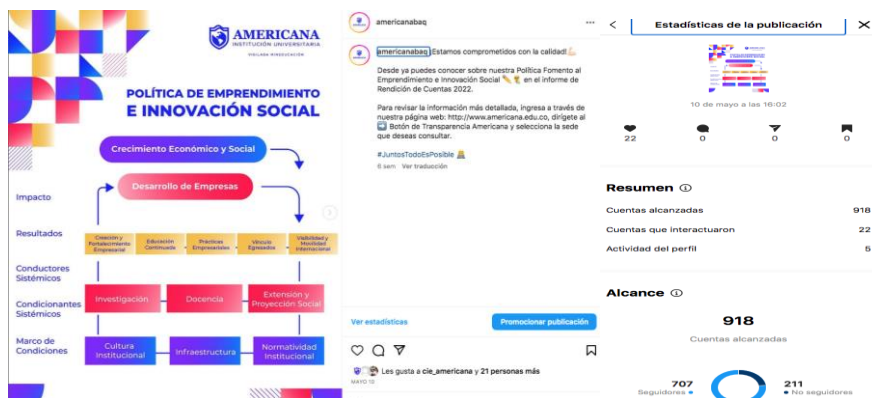 AMERICANA
INSTITUCIÓN UNIVERSITARIA
VIGILADA MINEDUCACIÓN
POLÍTICA DE EMPRENDIMIENTO
E INNOVACIÓN SOCIAL
Crecimiento Económico y Social
Desarrollo de Empresas
Impacto
Resultados
Creación y Fortalecimiento Empresarial
Educación Continuada
Prácticas Empresariales
Vínculo Egresados
Visibilidad y Movilidad Internacional
Conductores
Sistémicos
Condicionantes
Sistémicos
Investigación
Docencia
Extensión y
Proyección Social
Marco de
Condiciones
Cultura
Institucional
Infraestructura
Normatividad
Institucional
americanabaq
americanabaq Estamos comprometidos con la calidad!
Desde ya puedes conocer sobre nuestra Política Fomento al
Emprendimiento e Innovación Social en el informe de
Rendición de Cuentas 2022.
Para revisar la información más detallada, ingresa a través de
nuestra página web: http://www.americana.edu.co, dirígete al
Botón de Transparencia Americana y selecciona la sede
que deseas consultar.
#JuntosTodoEsPosible
6 sem Ver traducción
Ver estadísticas
Promocionar publicación
Les gusta a cie_americana y 21 personas más
MAYO 10
Estadísticas de la publicación
10 de mayo a las 16:02
22 0 0 0
Resumen
Cuentas alcanzadas 918
Cuentas que interactuaron 22
Actividad del perfil 5
Alcance
918
Cuentas alcanzadas
707
Seguidores
211
No seguidores